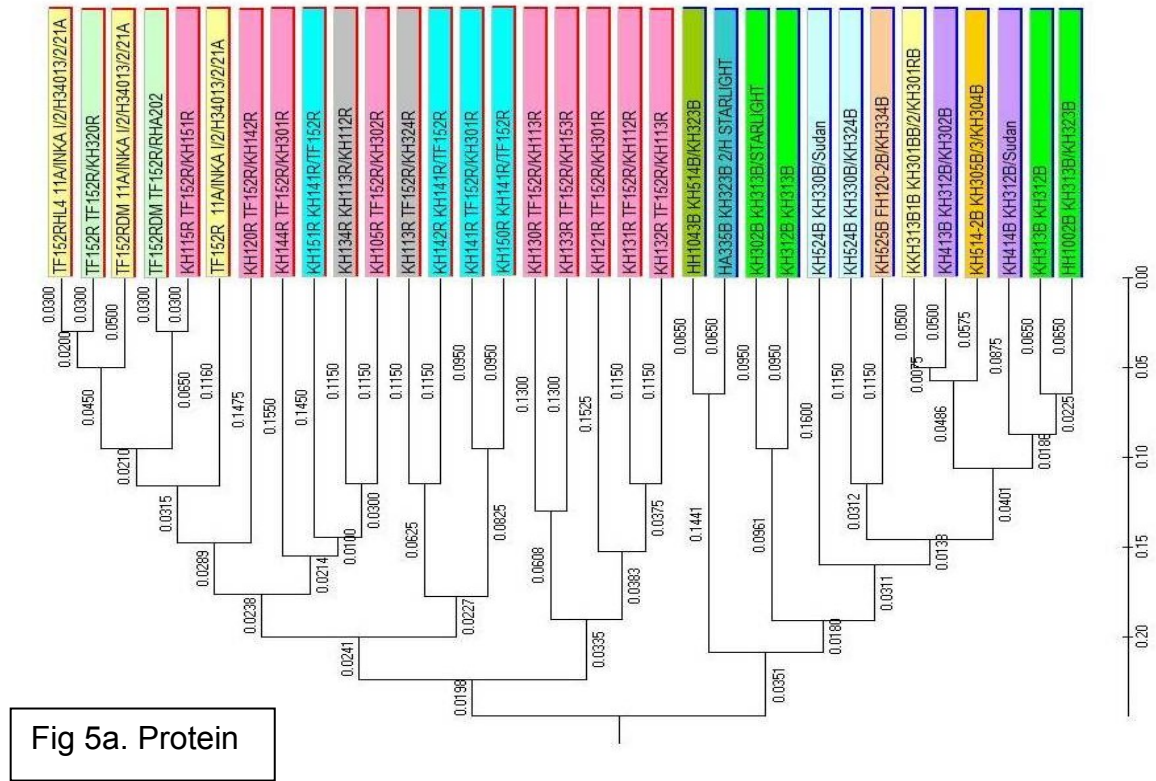 TF152RHL4 11A/INKA I/2/H34013/2/21A
TF152R TF152R/KH320R
TF152RDM 11A/INKA I/2/H34013/2/21A
TF152RDM TF152R/RHA202
KH115R TF152R/KH151R
TF152R 11A/INKA I/2/H34013/2/21A
KH120R TF152R/KH142R
KH144R TF152R/KH301R
KH151R KH141R/TF152R
KH134R KH113R/KH112R
KH105R TF152R/KH302R
KH113R TF152R/KH324R
KH142R KH141R/TF152R
KH141R TF152R/KH301R
KH150R KH141R/TF152R
KH130R TF152R/KH113R
KH133R TF152R/KH153R
KH121R TF152R/KH301R
KH131R TF152R/KH112R
KH132R TF152R/KH113R
HH1043B KH514B/KH323B
HA335B KH323B 2/H STARLIGHT
KH302B KH313B/STARLIGHT
KH312B KH313B
KH524B KH330B/Sudan
KH524B KH330B/KH324B
KH525B FH120-2B/KH334B
KKH313B1B KH301BB/2/KH301RB
KH413B KH312B/KH302B
KH514-2B KH305B/3/KH304B
KH414B KH312B/Sudan
KH313B KH312B
HH1002B KH313B/KH323B
0.0300
0.0200
0.0300
0.0450
0.0500
0.0210
0.0300
0.0315
0.0300
0.0650
0.0289
0.1160
0.1475
0.0238
0.1550
0.1450
0.0214
0.1150
0.0100
0.1150
0.0300
0.0241
0.1150
0.0625
0.1150
0.0227
0.0950
0.0950
0.0825
0.0198
0.1300
0.0608
0.1300
0.0335
0.1525
0.0383
0.1150
0.1150
0.0375
0.0650
0.1441
0.0650
0.0351
0.0950
0.0961
0.0950
0.1600
0.0180
0.1150
0.0312
0.1150
0.0311
0.0500
0.0075
0.0500
0.0486
0.0138
0.0575
0.0875
0.0401
0.0650
0.0186
0.0650
0.0225
0.00
0.05
0.10
0.15
0.20
Fig 5a. Protein